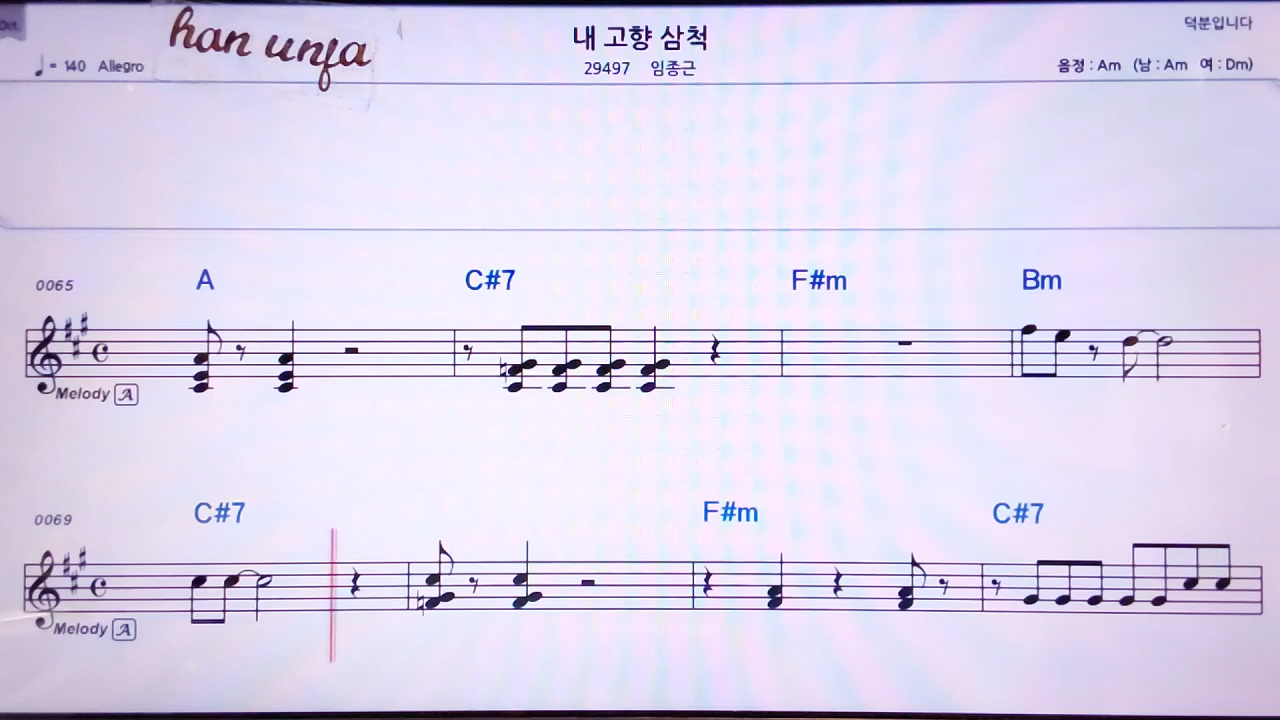 Oct.
han unja
내 고향 삼척
덕분입니다
♩ = 140 Allegro
29497 임종근
음정 : Am (남 : Am 여 : Dm)
0065
A C#7 F#m Bm
Melody A
0069
C#7 F#m C#7
Melody A